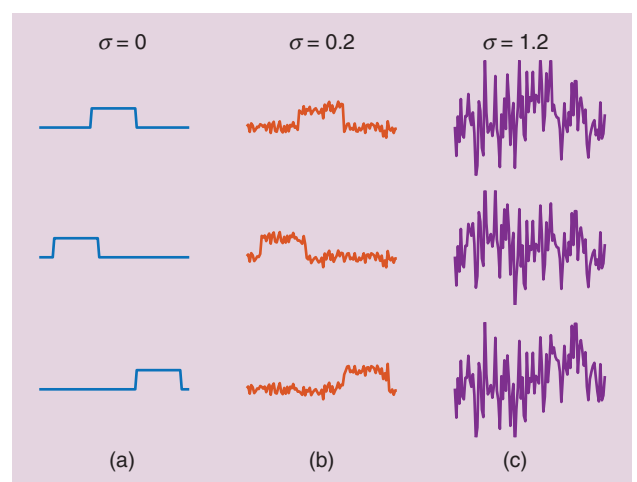 σ = 0 σ = 0.2 σ = 1.2
(a) (b) (c)